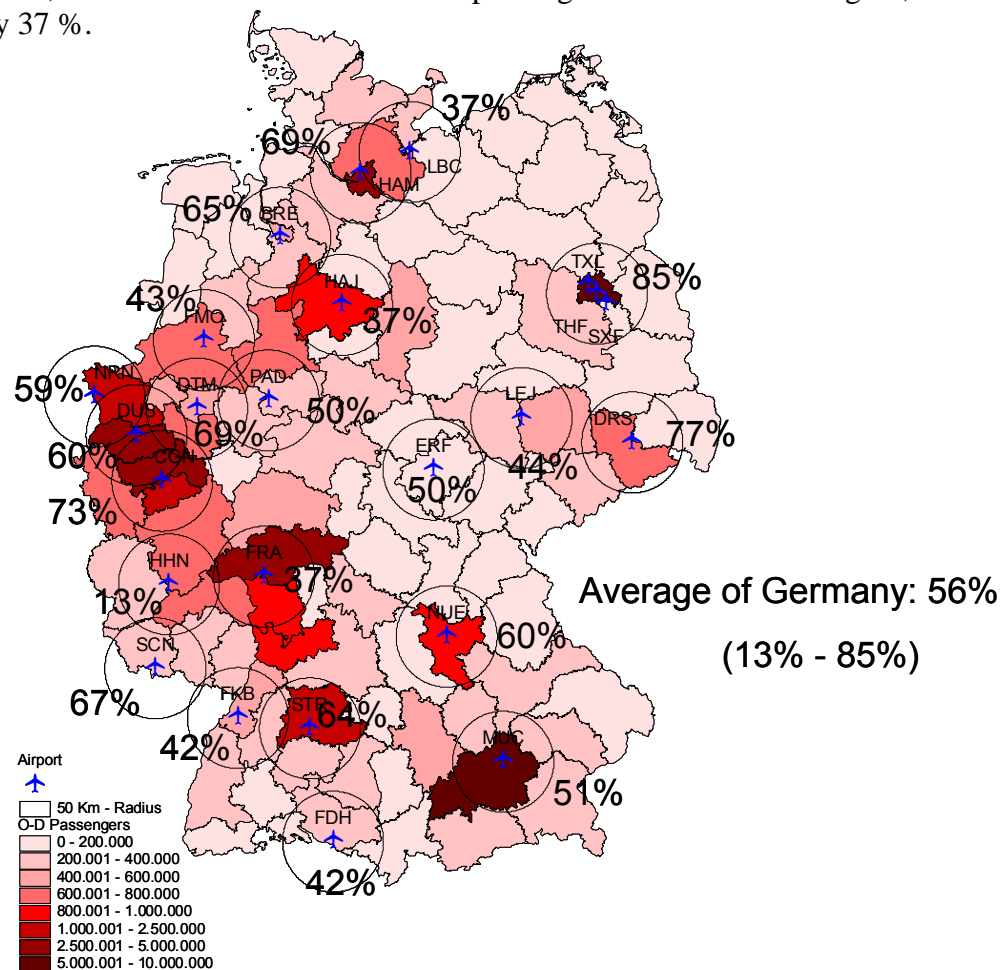 y 37 %.
37%
69%
LBC
HAM
65%
BRE
TXL
85%
HAJ
43%
FMO
37%
THF
SXF
NRN
59%
DTM
PAD
LEJ
DUS
50%
DRS
69%
77%
60%
CGN
ERF
44%
50%
73%
FRA
HHN
37%
Average of Germany: 56%
13%
NUE
60%
SCN
(13% - 85%)
67%
FKB
STR
64%
42%
MUC
Airport
51%
50 Km - Radius
FDH
O-D Passengers
0 - 200.000
200.001 - 400.000
42%
400.001 - 600.000
600.001 - 800.000
800.001 - 1.000.000
1.000.001 - 2.500.000
2.500.001 - 5.000.000
5.000.001 - 10.000.000